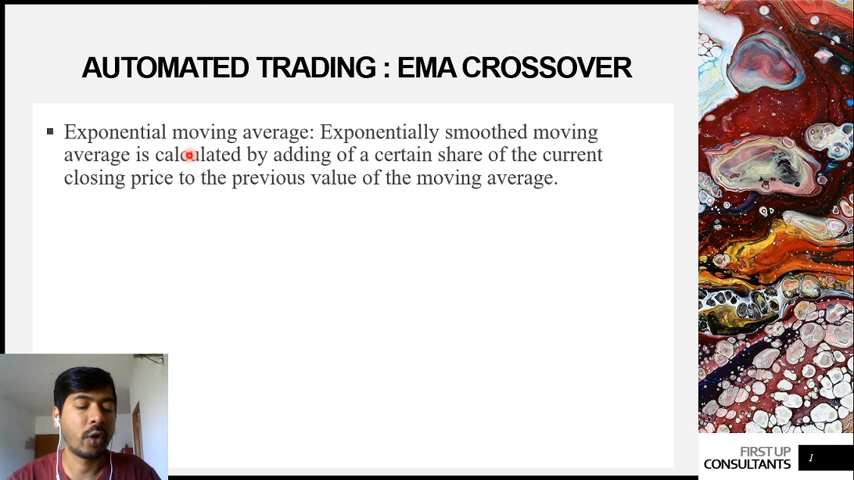 AUTOMATED TRADING : EMA CROSSOVER
Exponential moving average: Exponentially smoothed moving
average is calculated by adding of a certain share of the current
closing price to the previous value of the moving average.
FIRST UP
CONSULTANTS
1